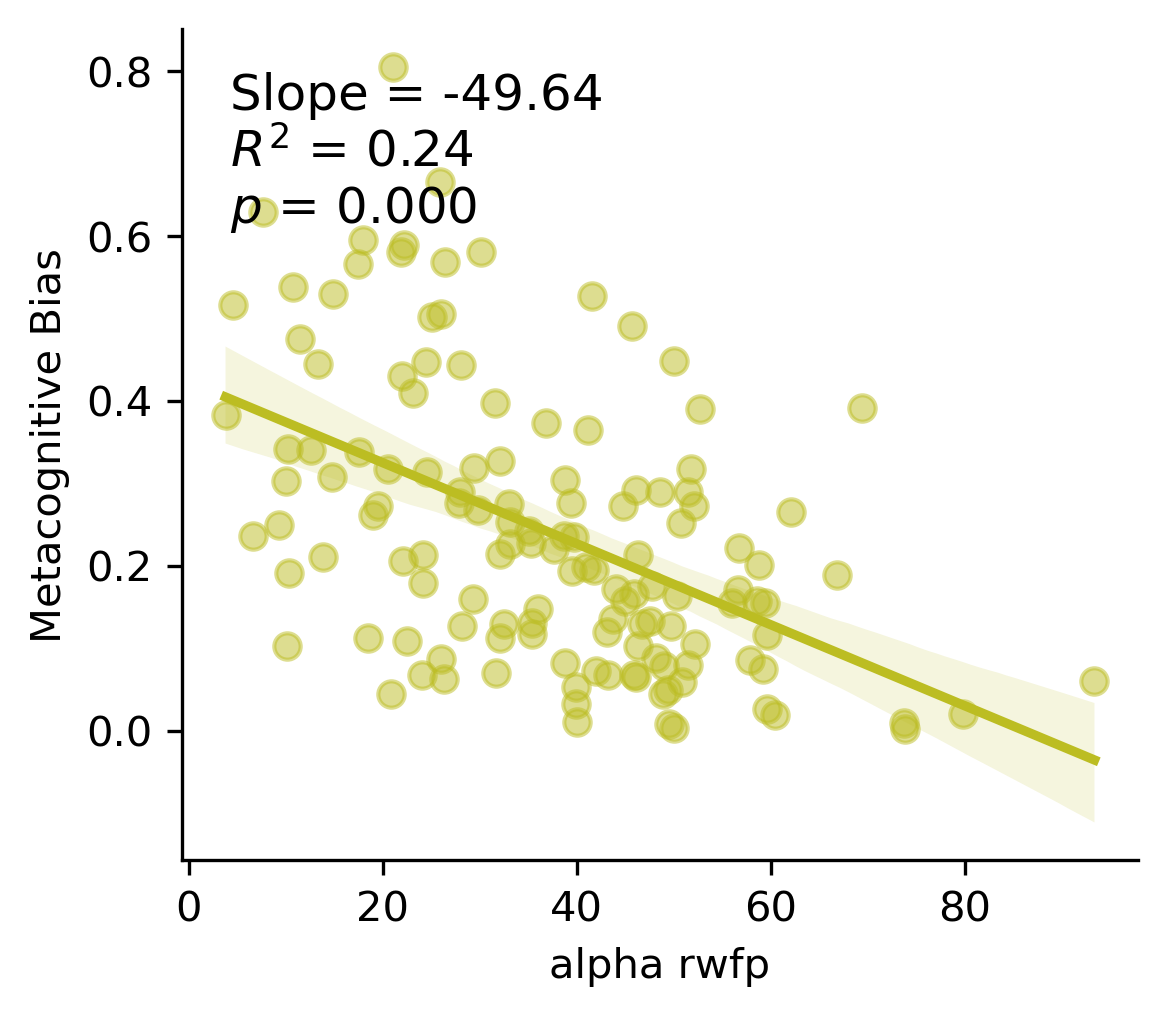 Slope = -49.64
R² = 0.24
p = 0.000
0.8
0.6
0.4
0.2
0.0
Metacognitive Bias
0 20 40 60 80
alpha rwfp